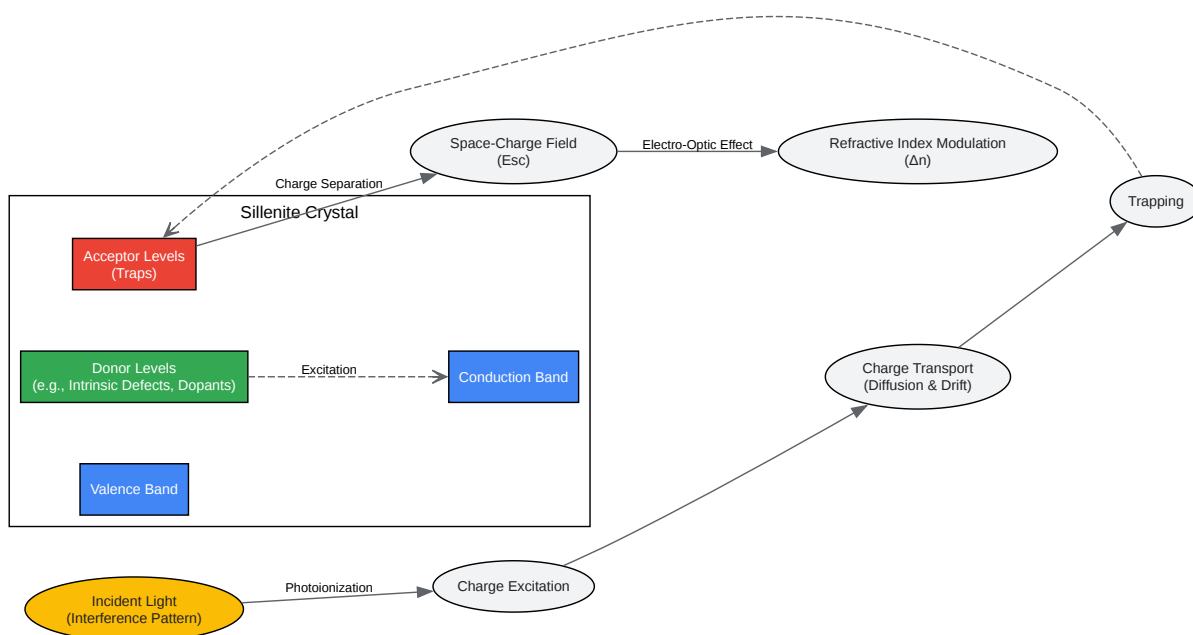 Space-Charge Field
(Esc)
Electro-Optic Effect
Refractive Index Modulation
(Δn)
Charge Separation
Trapping
Sillenite Crystal
Acceptor Levels
(Traps)
Donor Levels
(e.g., Intrinsic Defects, Dopants)
Excitation
Conduction Band
Charge Transport
(Diffusion & Drift)
Valence Band
Incident Light
(Interference Pattern)
Photoionization
Charge Excitation